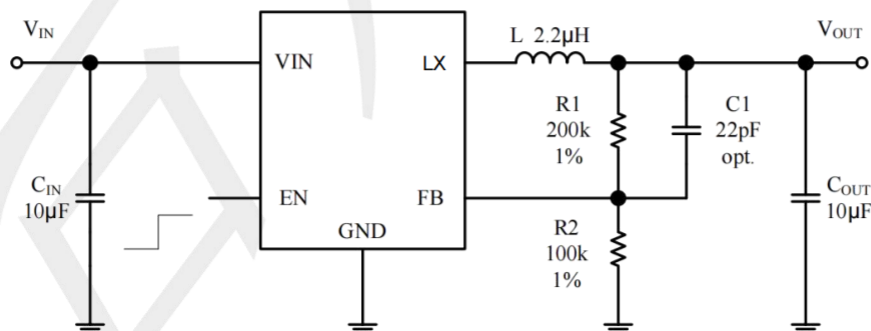 VIN
VOUT
L 2.2µH
VIN
LX
R1
200k
1%
C1
22pF
opt.
CIN
10µF
EN
FB
COUT
10µF
GND
R2
100k
1%